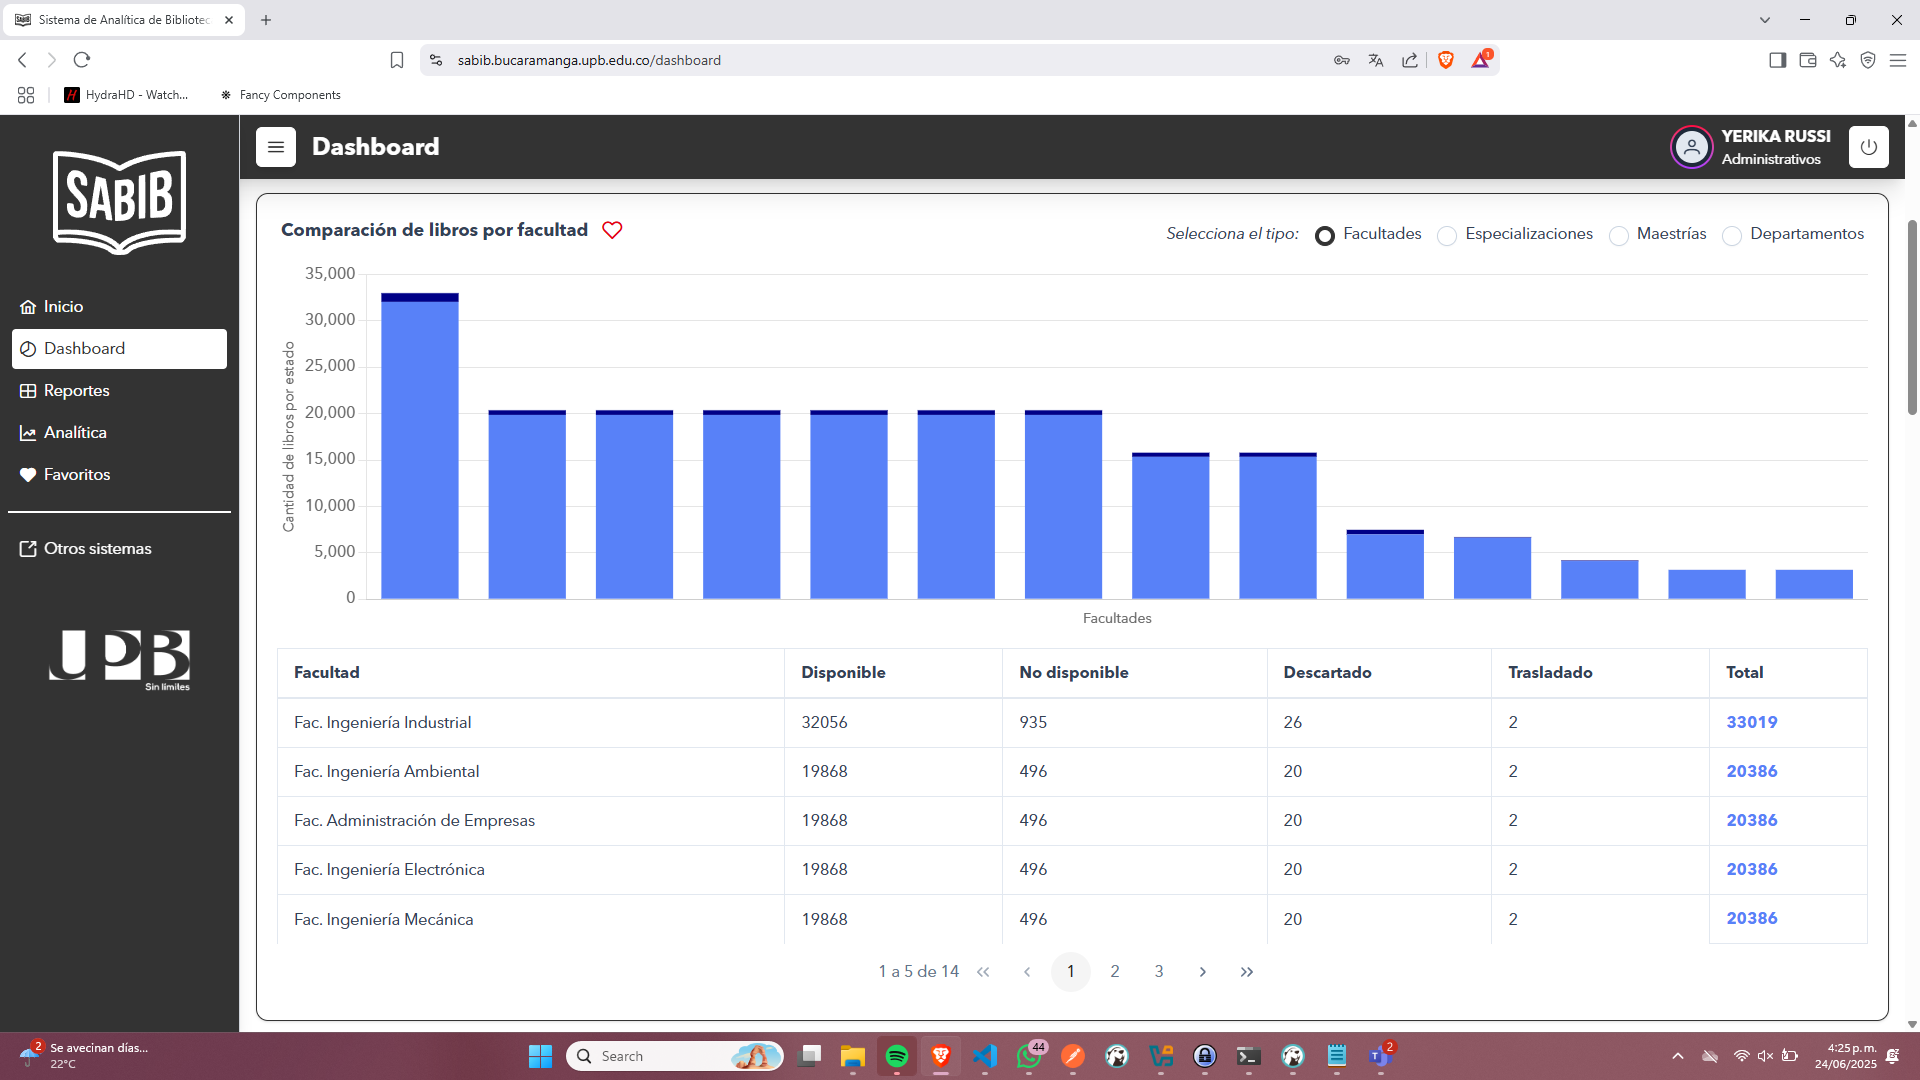 Sistema de Analítica de Bibliotec
sabib.bucaramanga.upb.edu.co/dashboard
1
HydraHD - Watch...
Fancy Components
SABIB
Dashboard
YERIKA RUSSI
Administrativos
Inicio
Dashboard
Reportes
Analítica
Favoritos
Otros sistemas
UPB
Sin límites
Comparación de libros por facultad
Selecciona el tipo:
Facultades
Especializaciones
Maestrías
Departamentos
Cantidad de libros por estado
35,000
30,000
25,000
20,000
15,000
10,000
5,000
0
Facultades
Facultad Disponible No disponible Descartado Trasladado Total
Fac. Ingeniería Industrial 32056 935 26 2 33019
Fac. Ingeniería Ambiental 19868 496 20 2 20386
Fac. Administración de Empresas 19868 496 20 2 20386
Fac. Ingeniería Electrónica 19868 496 20 2 20386
Fac. Ingeniería Mecánica 19868 496 20 2 20386
1 a 5 de 14 « ‹ 1 2 3 › »
2
Se avecinan días...
22°C
Search
44
2
4:25 p. m.
24/06/2025